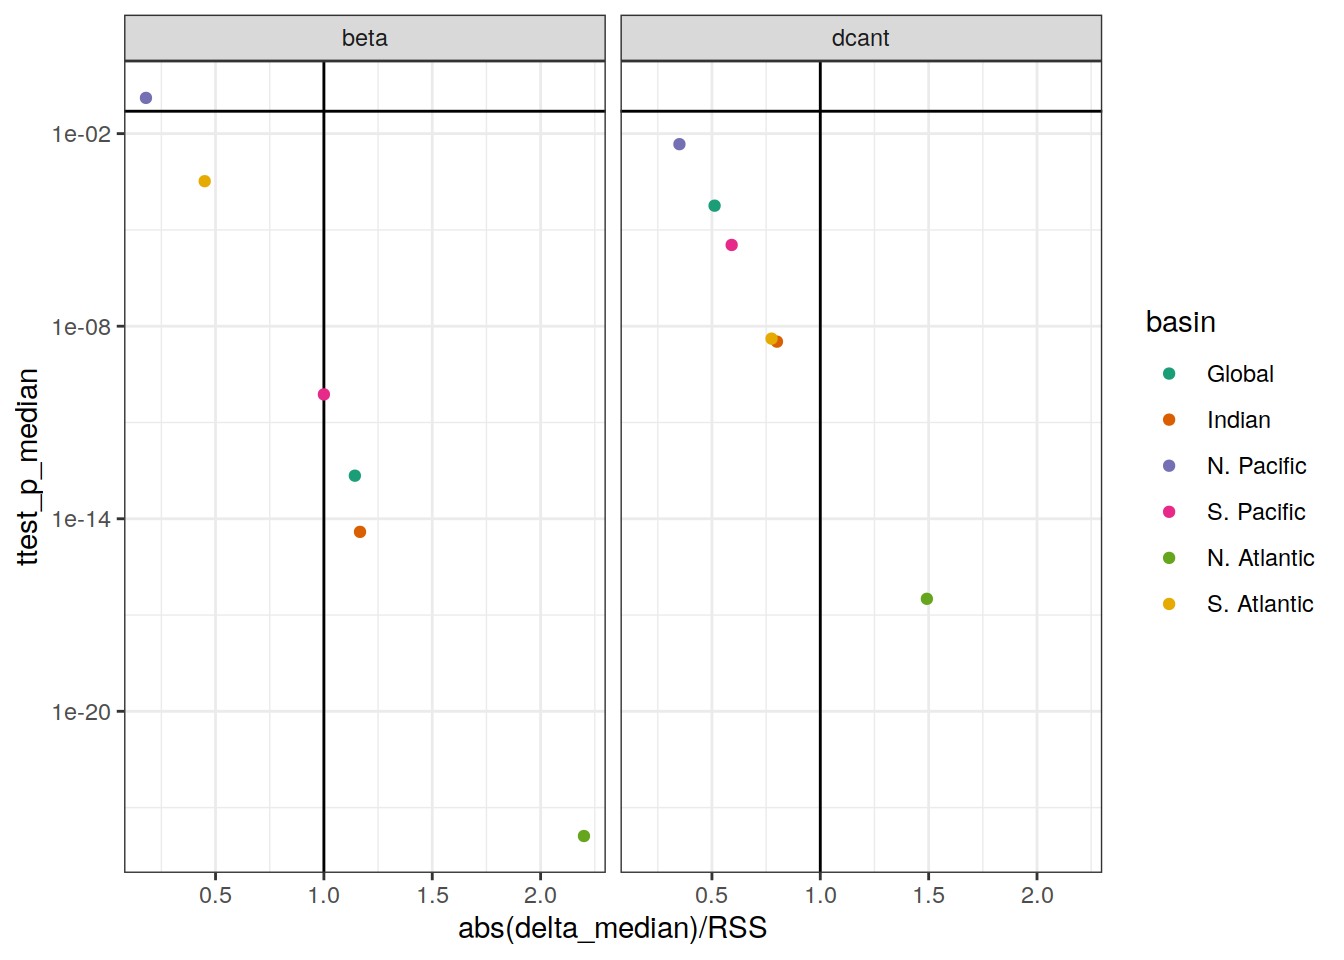 beta
dcant
1e-02
1e-08
1e-14
1e-20
ttest_p_median
0.5 1.0 1.5 2.0
0.5 1.0 1.5 2.0
abs(delta_median)/RSS
basin
Global
Indian
N. Pacific
S. Pacific
N. Atlantic
S. Atlantic